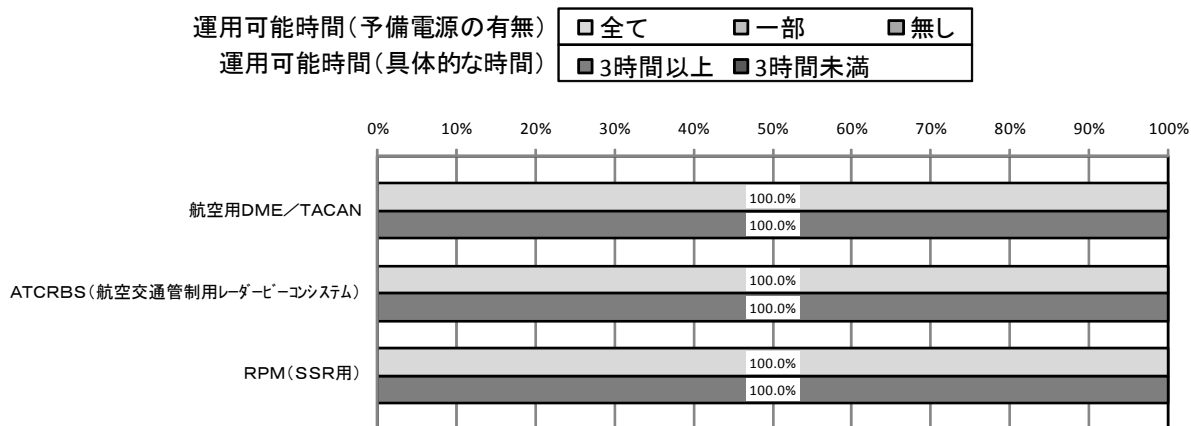 運用可能時間(予備電源の有無) 全て 一部 無し
運用可能時間(具体的な時間) 3時間以上 3時間未満
0% 10% 20% 30% 40% 50% 60% 70% 80% 90% 100%
100.0%
航空用DME/TACAN
100.0%
100.0%
ATCRBS(航空交通管制用レーダービーコンシステム)
100.0%
100.0%
RPM(SSR用)
100.0%